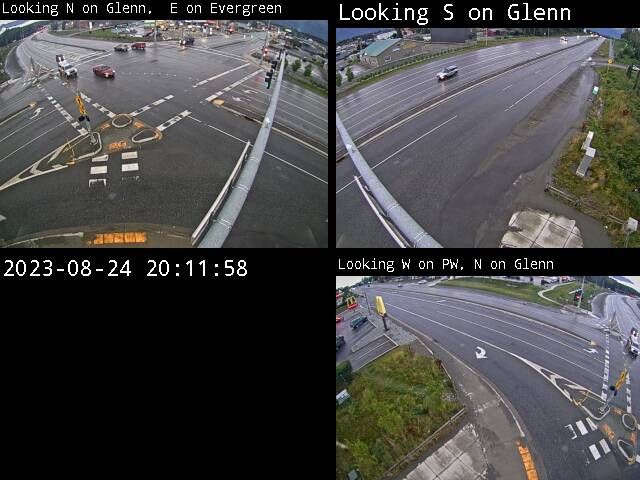 Looking N on Glenn,  E on Evergreen
Looking S on Glenn
2023-08-24 20:11:58
Looking W on PW, N on Glenn